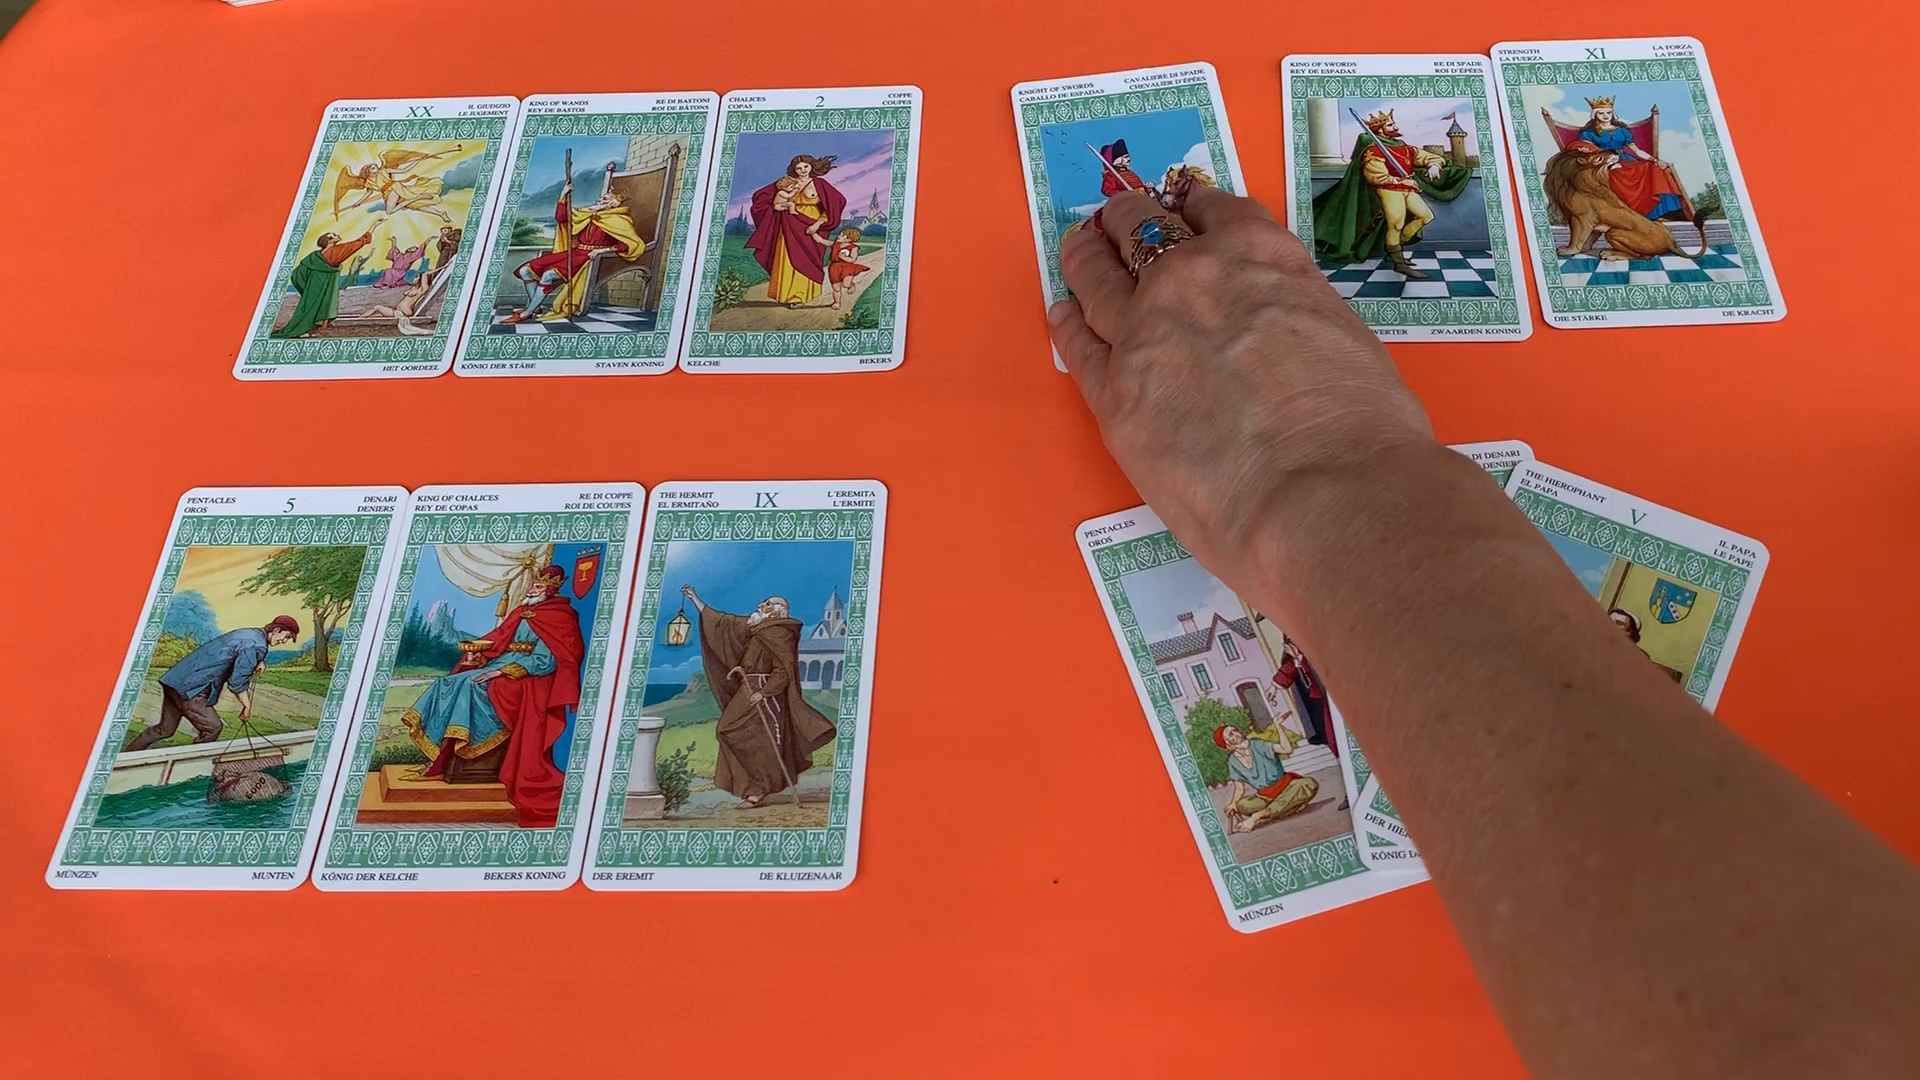 JUDGEMENT XX IL GIUDIZIO
EL JUICIO LE JUGEMENT
GERICHT HET OORDEEL
KING OF WANDS RE DI BASTONI
REY DE BASTOS ROI DE BÂTONS
KÖNIG DER STÄBE STAVEN KONING
CHALICES 2 COPPE
COPAS COUPES
KELCHE BEKERS
KNIGHT OF SWORDS CAVALIERE DI SPADE
CABALLO DE ESPADAS CHEVALIER D'ÉPÉES
KING OF SWORDS RE DI SPADE
REY DE ESPADAS ROI D'ÉPÉES
WERTER ZWAARDEN KONING
STRENGTH XI LA FORZA
LA FUERZA LA FORCE
DIE STÄRKE DE KRACHT
PENTACLES 5 DENARI
OROS DENIERS
MÜNZEN MUNTEN
KING OF CHALICES RE DI COPPE
REY DE COPAS ROI DE COUPES
KÖNIG DER KELCHE BEKERS KONING
THE HERMIT IX L'EREMITA
EL ERMITAÑO L'ERMITE
DER EREMIT DE KLUIZENAAR
PENTACLES
OROS
MÜNZEN
DI DENARI
DENIERS
KÖNIG
THE HIEROPHANT V IL PAPA
EL PAPA LE PAPE
DER